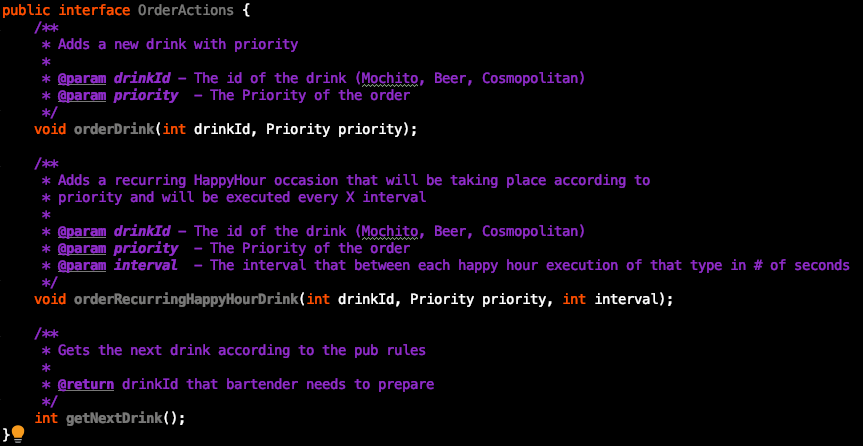 public interface OrderActions {
/**
* Adds a new drink with priority
*
* @param drinkId – The id of the drink (Mochito, Beer, Cosmopolitan)
* @param priority – The Priority of the order
*/
void orderDrink(int drinkId, Priority priority);
/**
* Adds a recurring HappyHour occasion that will be taking place according to
* priority and will be executed every X interval
*
* @param drinkId – The id of the drink (Mochito, Beer, Cosmopolitan)
* @param priority – The Priority of the order
* @param interval – The interval that between each happy hour execution of that type in # of seconds
*/
void orderRecurringHappyHourDrink(int drinkId, Priority priority, int interval);
/**
* Gets the next drink according to the pub rules
*
* @return drinkId that bartender needs to prepare
*/
int getNextDrink();
}